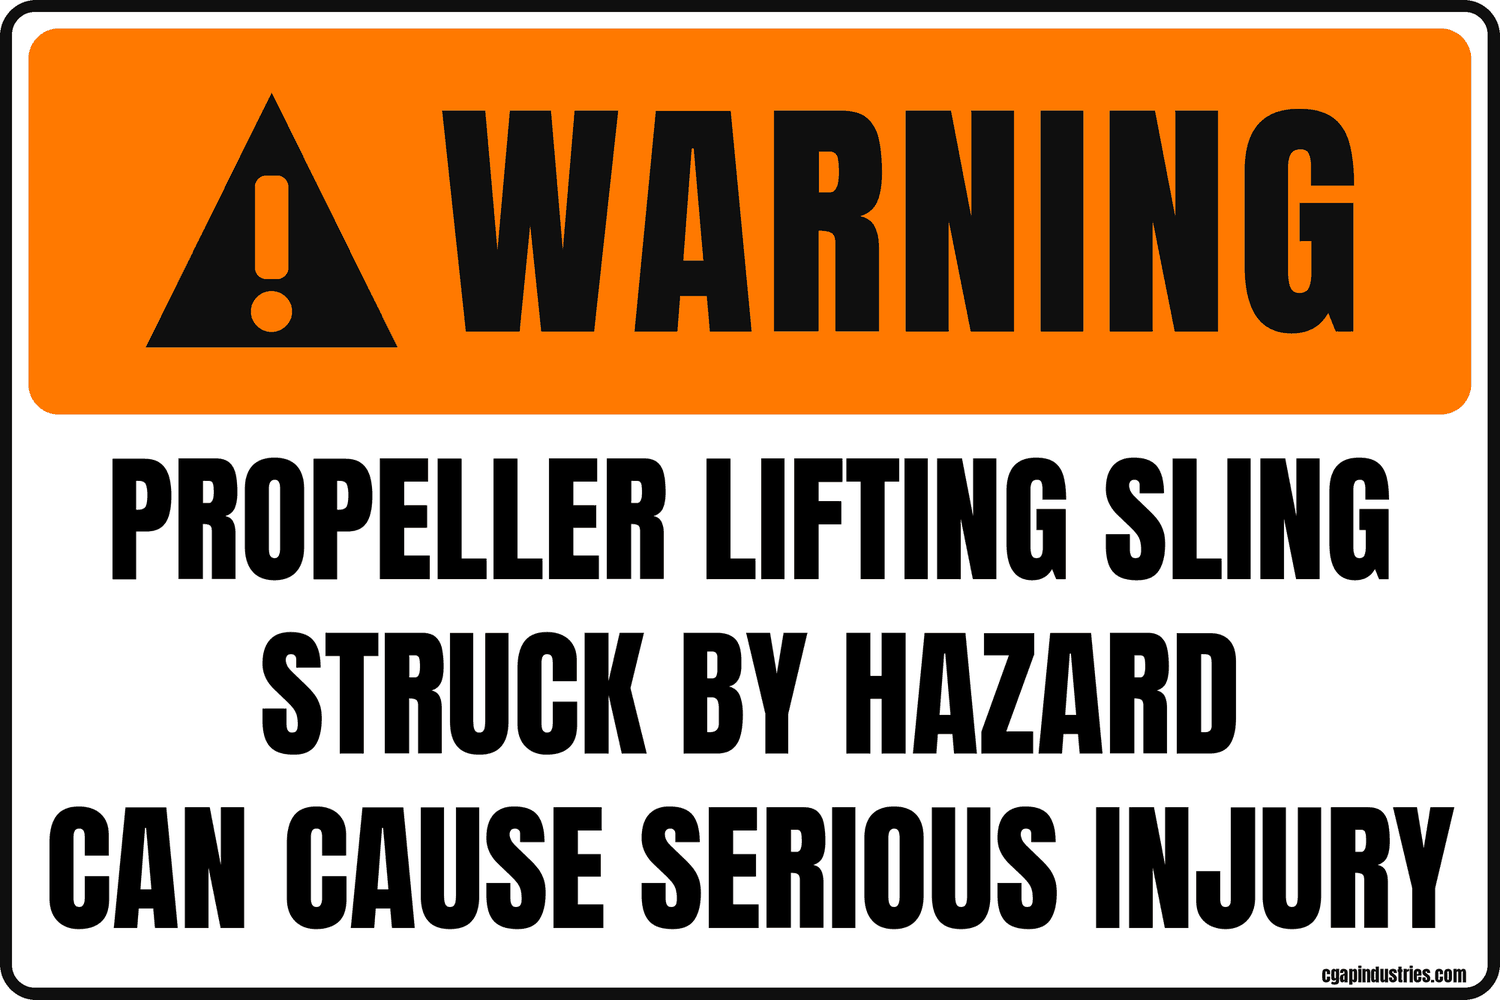 WARNING
PROPELLER LIFTING SLING
STRUCK BY HAZARD
CAN CAUSE SERIOUS INJURY
cgapindustries.com